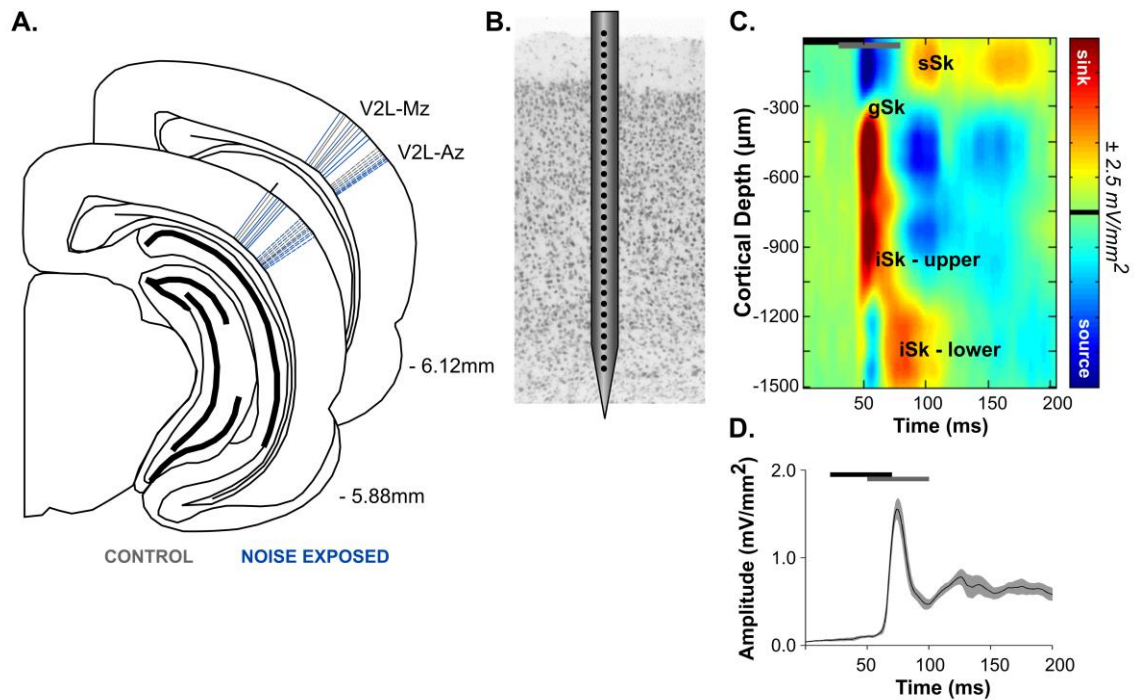 A.
V2L-Mz
V2L-Az
- 6.12mm
- 5.88mm
CONTROL NOISE EXPOSED
B.
C.
Cortical Depth (µm)
-300
-600
-900
-1200
-1500
sSk
gSk
iSk - upper
iSk - lower
50 100 150 200
Time (ms)
sink
source
± 2.5 mV/mm²
D.
Amplitude (mV/mm²)
2.0
1.0
0.0
50 100 150 200
Time (ms)